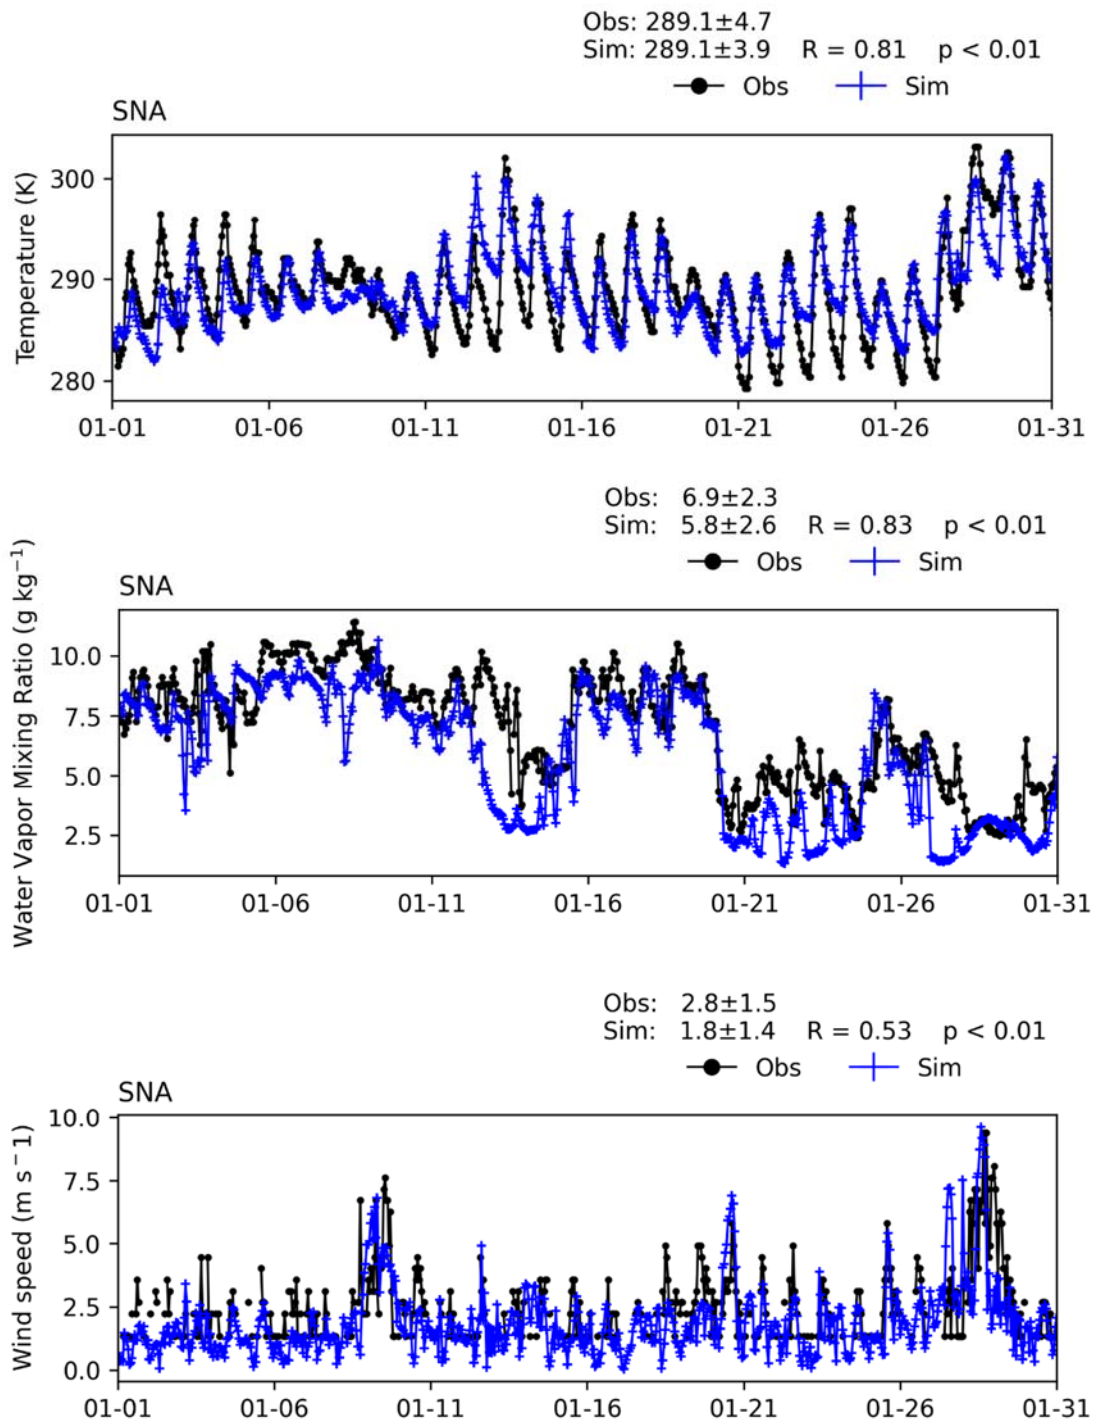 Obs: 289.1±4.7
Sim: 289.1±3.9 R = 0.81 p < 0.01
Obs Sim
SNA
Temperature (K)
300
290
280
01-01 01-06 01-11 01-16 01-21 01-26 01-31
Obs: 6.9±2.3
Sim: 5.8±2.6 R = 0.83 p < 0.01
Obs Sim
SNA
Water Vapor Mixing Ratio (g kg⁻¹)
10.0
7.5
5.0
2.5
01-01 01-06 01-11 01-16 01-21 01-26 01-31
Obs: 2.8±1.5
Sim: 1.8±1.4 R = 0.53 p < 0.01
Obs Sim
SNA
Wind speed (m s⁻1)
10.0
7.5
5.0
2.5
0.0
01-01 01-06 01-11 01-16 01-21 01-26 01-31